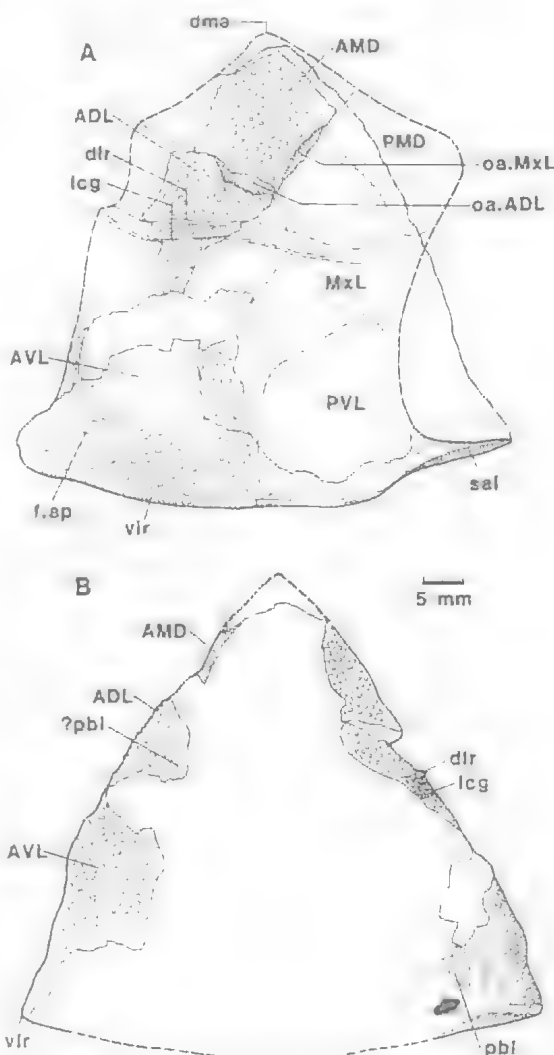 dma
A
AMD
ADL
PMD
dlr
oa.MxL
lcg
oa.ADL
MxL
AVL
PVL
sal
f.ap
vlr
B
5 mm
AMD
ADL
?pbl
dlr
lcg
AVL
vlr
pbl